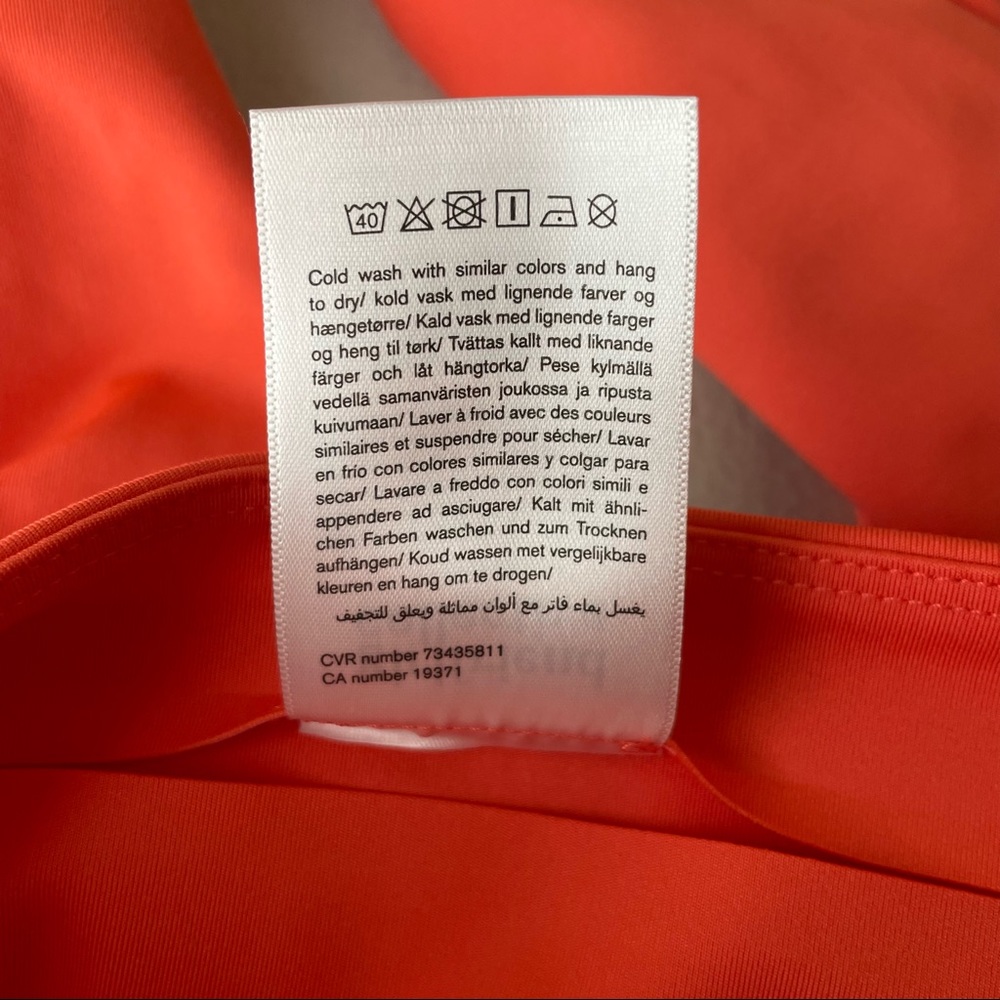 40
Cold wash with similar colors and hang
to dry/ kold vask med lignende farver og
hængetørre/ Kald vask med lignende farger
og heng til tørk/ Tvättas kallt med liknande
färger och låt hängtorka/ Pese kylmällä
vedellä samanväristen joukossa ja ripusta
kuivumaan/ Laver à froid avec des couleurs
similaires et suspendre pour sécher/ Lavar
en frío con colores similares y colgar para
secar/ Lavare a freddo con colori simili e
appendere ad asciugare/ Kalt mit ähnli-
chen Farben waschen und zum Trocknen
aufhängen/ Koud wassen met vergelijkbare
kleuren en hang om te drogen/
يغسل بماء فاتر مع ألوان مماثلة ويعلق للتجفيف
CVR number 73435811
CA number 19371